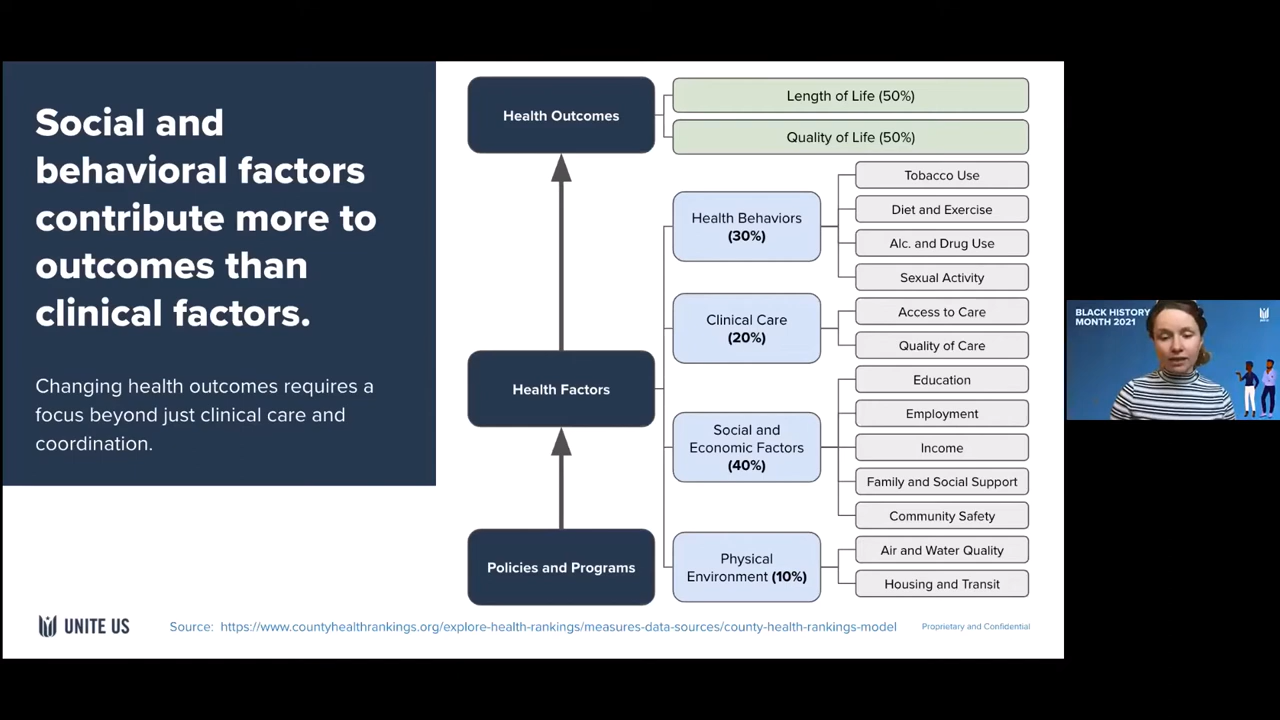 Social and
behavioral factors
contribute more to
outcomes than
clinical factors.
Changing health outcomes requires a
focus beyond just clinical care and
coordination.
Health Outcomes
Length of Life (50%)
Quality of Life (50%)
Health Factors
Health Behaviors
(30%)
Tobacco Use
Diet and Exercise
Alc. and Drug Use
Sexual Activity
Clinical Care
(20%)
Access to Care
Quality of Care
Social and
Economic Factors
(40%)
Education
Employment
Income
Family and Social Support
Community Safety
Physical
Environment (10%)
Air and Water Quality
Housing and Transit
Policies and Programs
UNITE US
Source: https://www.countyhealthrankings.org/explore-health-rankings/measures-data-sources/county-health-rankings-model
Proprietary and Confidential
BLACK HISTORY
MONTH 2021